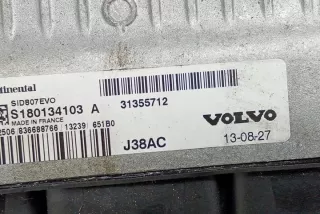 ntinental
SID807EVO
S180134103 A
MADE IN FRANCE
31355712
2506 836688766 13239 651B0
VOLVO
J38AC
13-08-27